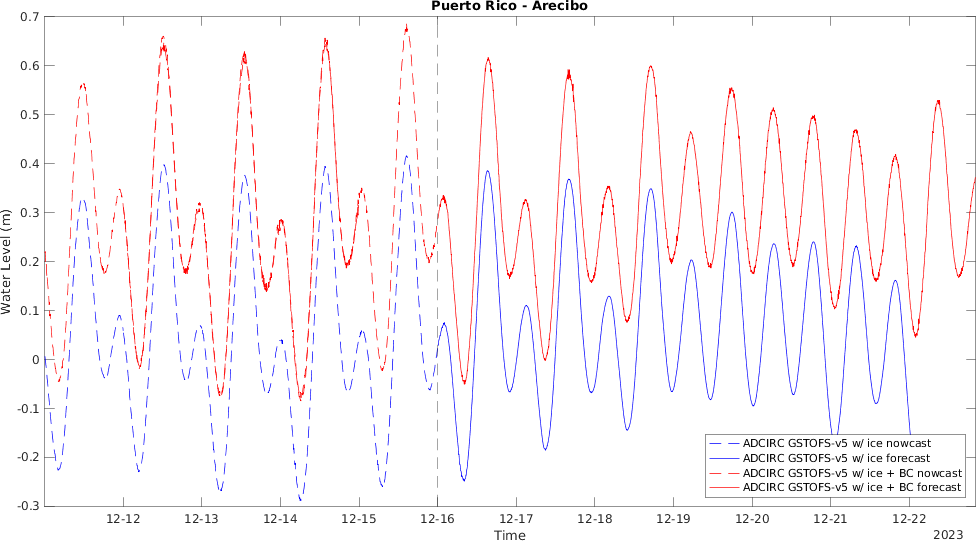 Puerto Rico - Arecibo
0.7
0.6
0.5
0.4
0.3
0.2
0.1
0
-0.1
-0.2
-0.3
Water Level (m)
ADCIRC GSTOFS-v5 w/ ice nowcast
ADCIRC GSTOFS-v5 w/ ice forecast
ADCIRC GSTOFS-v5 w/ ice + BC nowcast
ADCIRC GSTOFS-v5 w/ ice + BC forecast
12-12 12-13 12-14 12-15 12-16 12-17 12-18 12-19 12-20 12-21 12-22
Time
2023